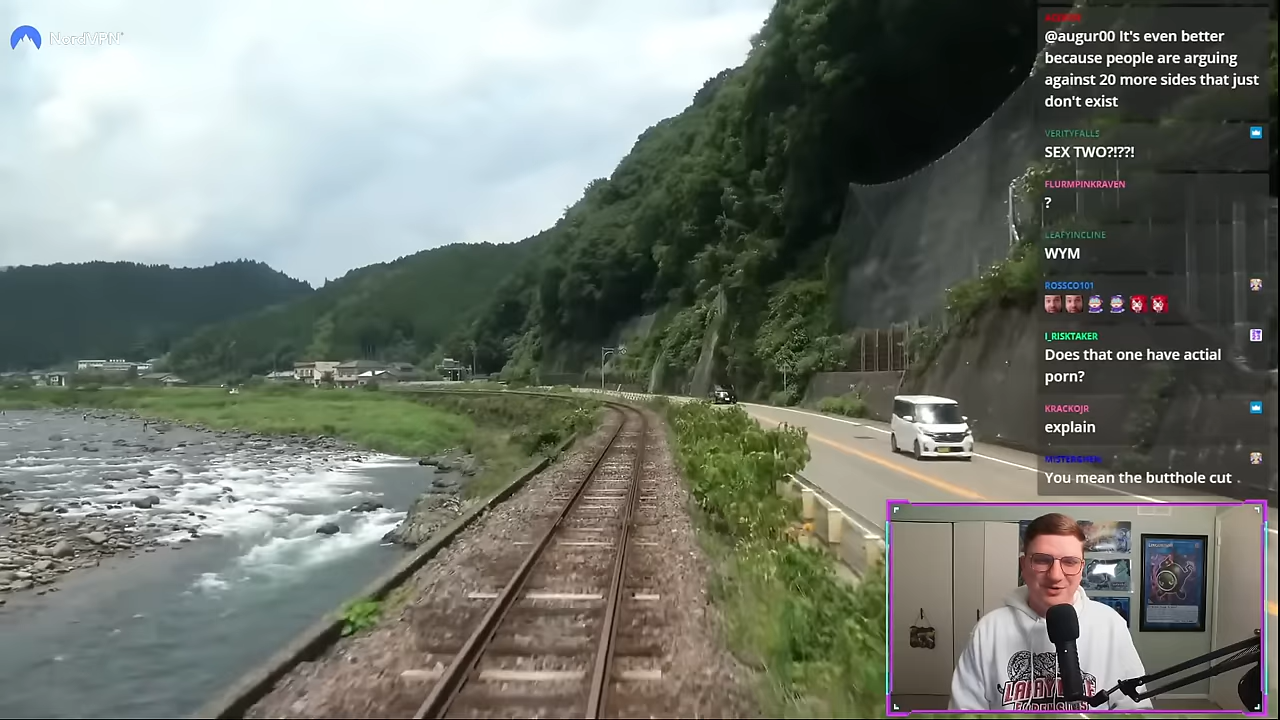 NordVPN
@augur00 It's even better
because people are arguing
against 20 more sides that just
don't exist
VERITYFALLS
SEX TWO?!??!
FLURMPINKRAVEN
?
LEAFYINCLINE
WYM
ROSSCO101
I_RISKTAKER
Does that one have actial
porn?
KRACKOJR
explain
You mean the butthole cut